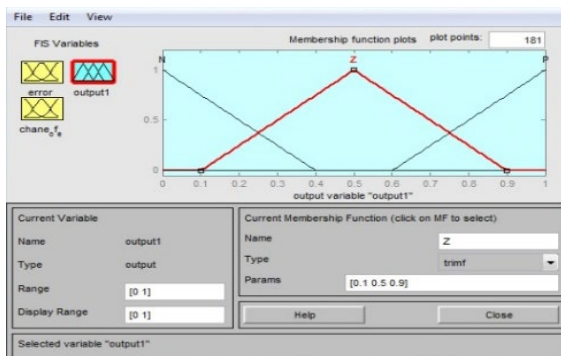 File Edit View
FIS Variables
Membership function plots plot points: 181
error output1
chane_of_e
N Z P
1
0.5
0
0 0.1 0.2 0.3 0.4 0.5 0.6 0.7 0.8 0.9 1
output variable "output1"
Current Variable
Name output1
Type output
Range [0 1]
Display Range [0 1]
Current Membership Function (click on MF to select)
Name Z
Type trimf
Params [0.1 0.5 0.9]
Help Close
Selected variable "output1"